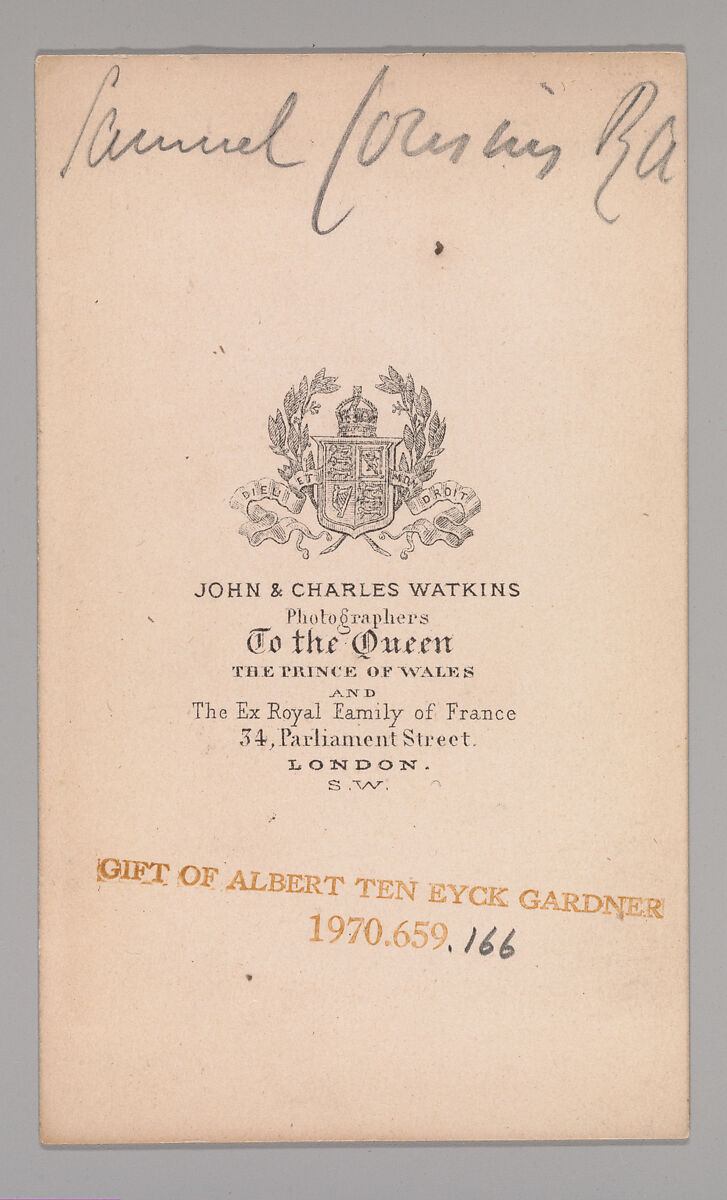 Samuel Cousins RA
DIEU ET MON DROIT
JOHN & CHARLES WATKINS
Photographers
To the Queen
THE PRINCE OF WALES
AND
The Ex Royal Family of France
34, Parliament Street.
LONDON.
S.W.
GIFT OF ALBERT TEN EYCK GARDNER
1970.659.166